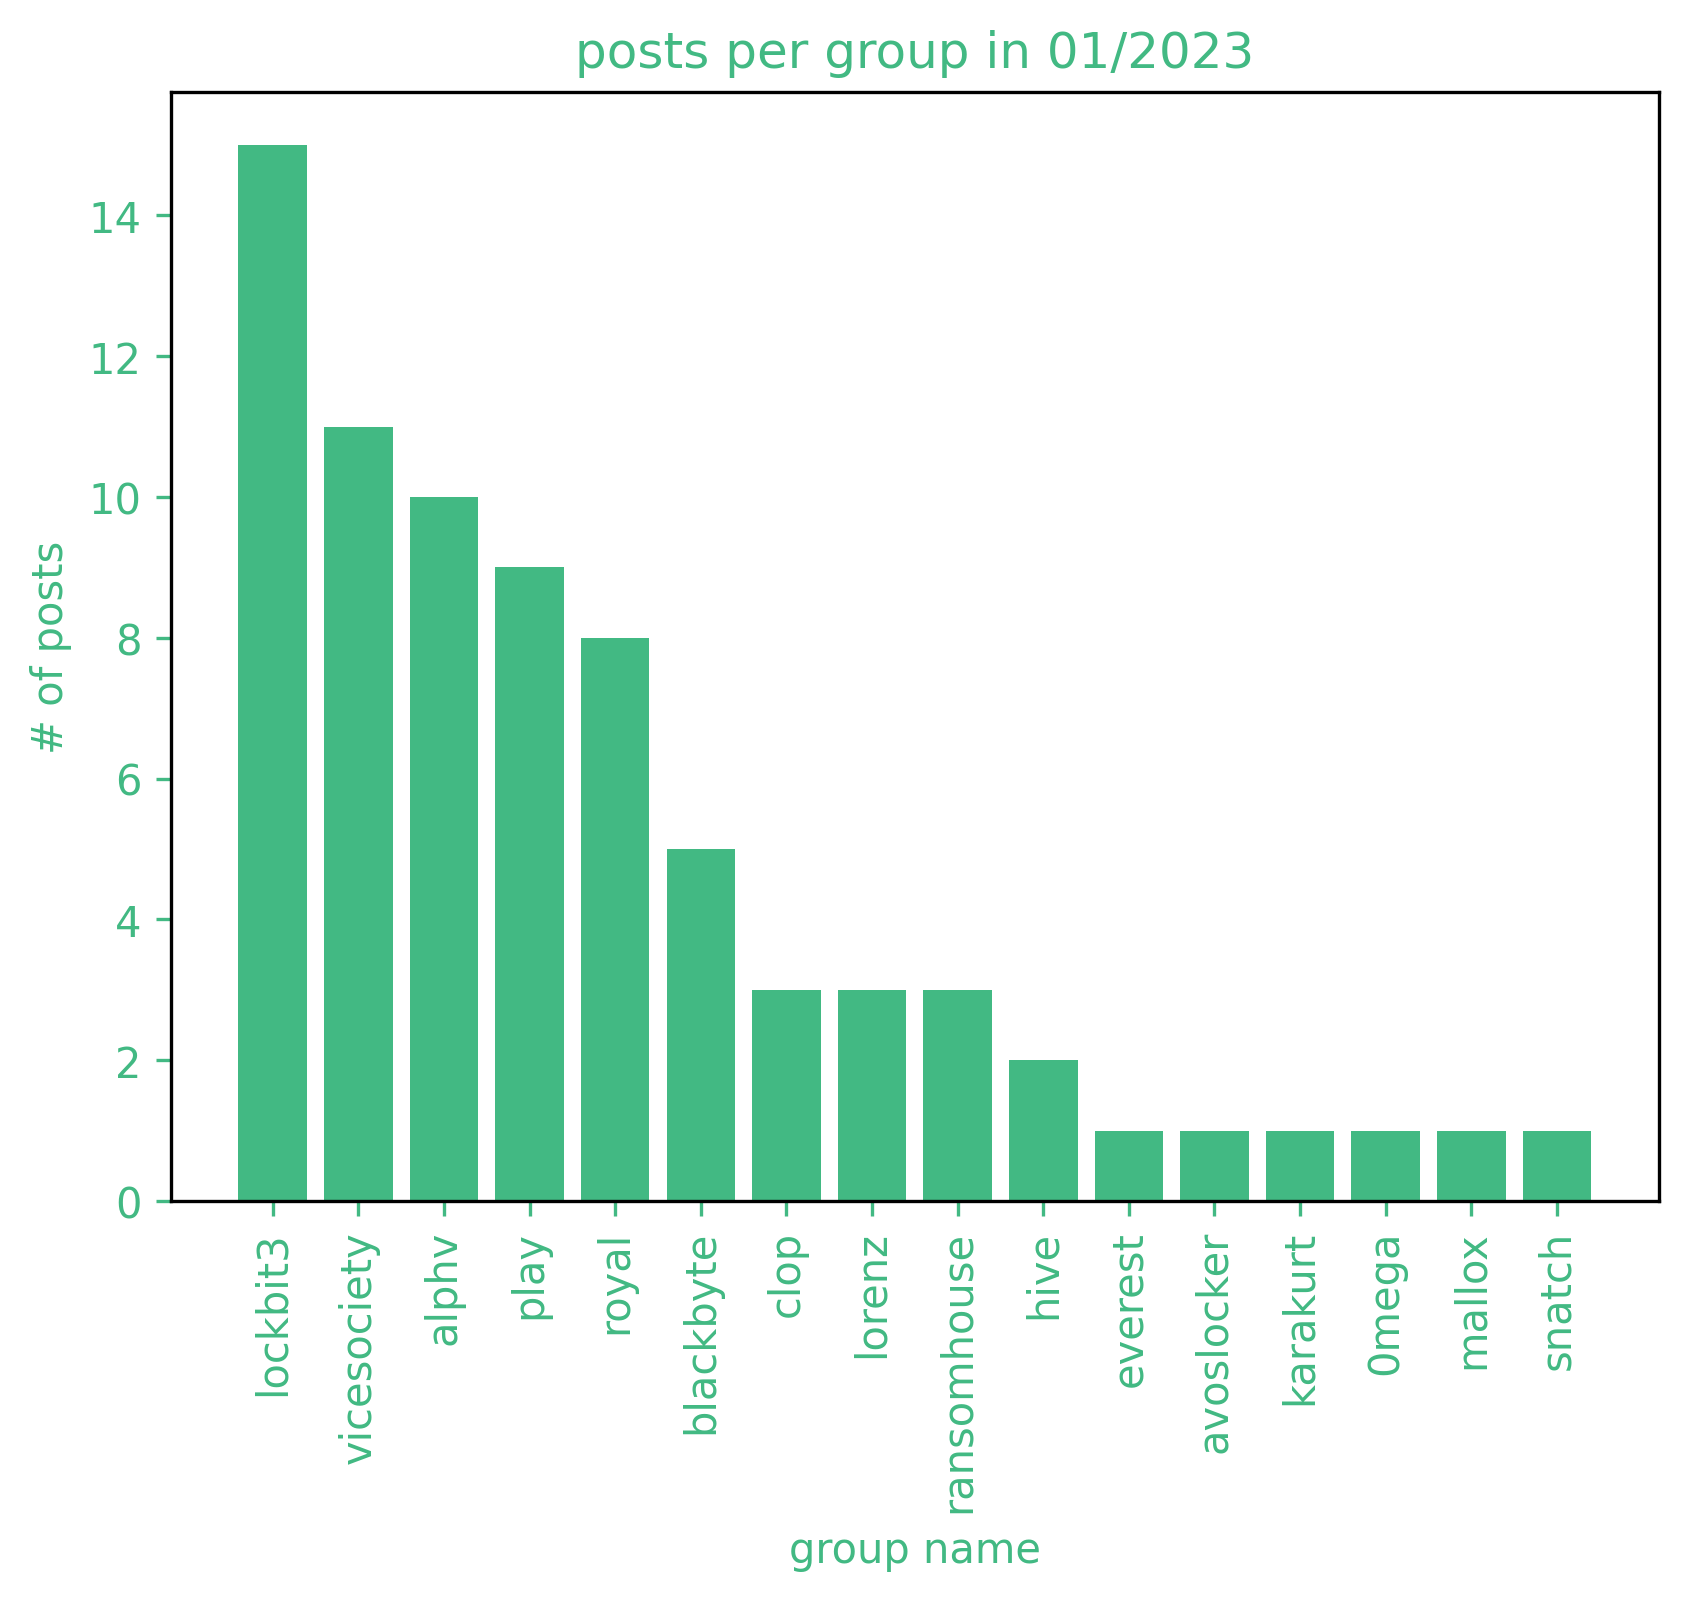 posts per group in 01/2023
14
12
10
8
6
4
2
0
# of posts
lockbit3
vicesociety
alphv
play
royal
blackbyte
clop
lorenz
ransomhouse
hive
everest
avoslocker
karakurt
0mega
mallox
snatch
group name